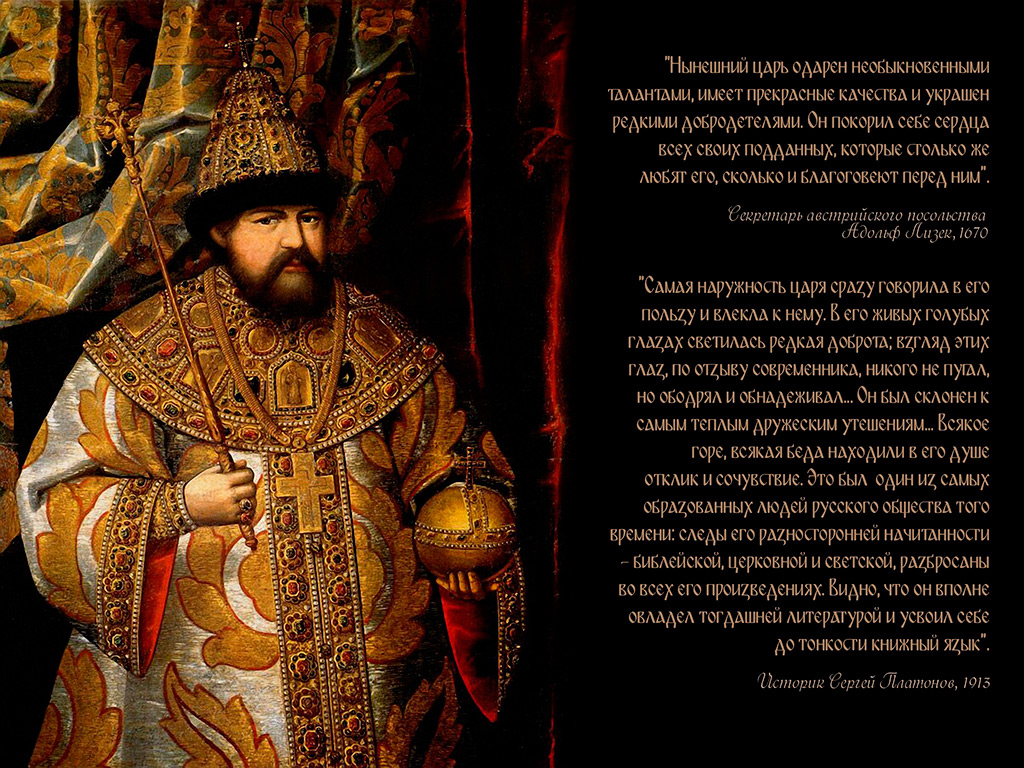 "Нынешний царь одарен необыкновенными
талантами, имеет прекрасные качества и украшен
редкими добродетелями. Он покорил себе сердца
всех своих подданных, которые столько же
любят его, сколько и благоговеют перед ним".
Секретарь австрийского посольства
Адольф Лизек, 1670
"Самая наружность царя сразу говорила в его
пользу и влекла к нему. В его живых голубых
глазах светилась редкая доброта; взгляд этих
глаз, по отзыву современника, никого не пугал,
но ободрял и обнадеживал... Он был склонен к
самым теплым дружеским утешениям... Всякое
горе, всякая беда находили в его душе
отклик и сочувствие. Это был один из самых
образованных людей русского общества того
времени: следы его разносторонней начитанности
– библейской, церковной и светской, разбросаны
во всех его произведениях. Видно, что он вполне
овладел тогдашней литературой и усвоил себе
до тонкости книжный язык".
Историк Сергей Платонов, 1913